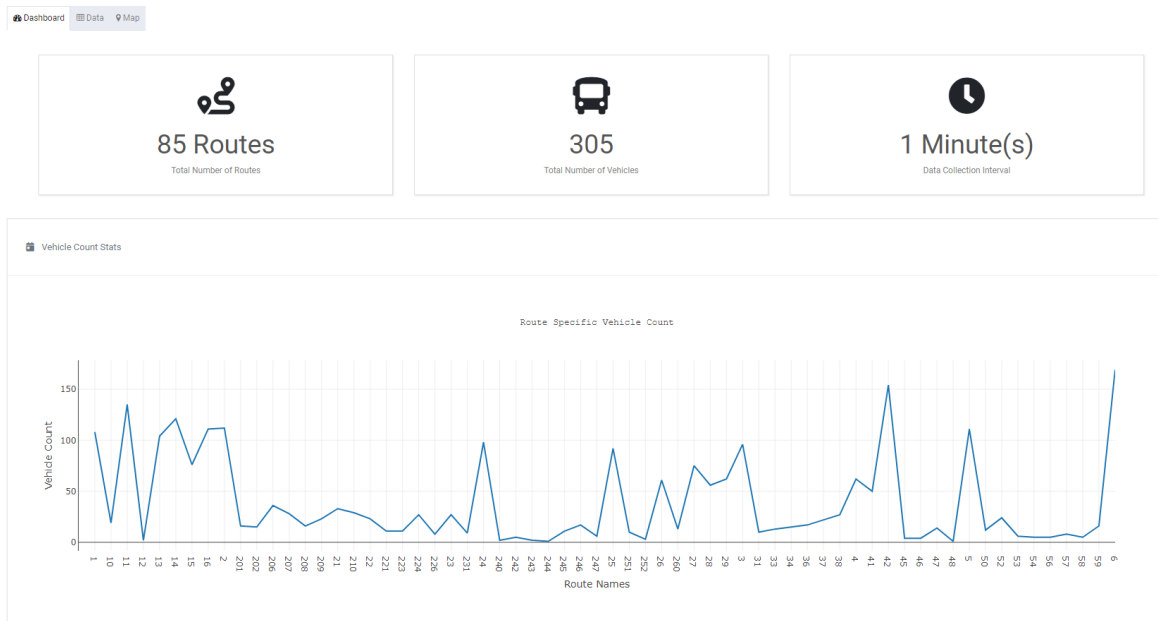 Dashboard Data Map
85 Routes
Total Number of Routes
305
Total Number of Vehicles
1 Minute(s)
Data Collection Interval
Vehicle Count Stats
Route Specific Vehicle Count
Vehicle Count
150
100
50
0
1 10 11 12 13 14 15 16 2 201 202 206 207 208 209 21 210 22 221 223 224 226 23 231 24 240 242 243 244 245 246 247 25 251 252 26 260 27 28 29 3 31 33 34 36 37 38 4 41 42 45 46 47 48 5 50 52 53 54 56 57 58 59 6
Route Names